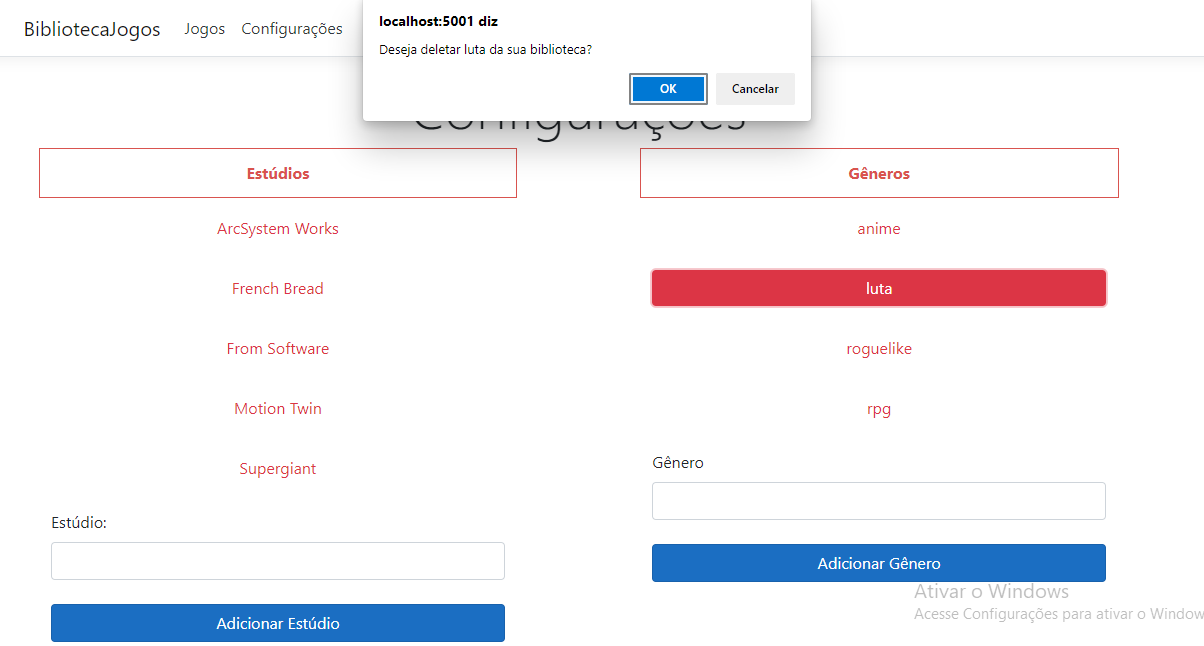 BibliotecaJogos Jogos Configurações
localhost:5001 diz
Deseja deletar luta da sua biblioteca?
OK Cancelar
Configurações
Estúdios
ArcSystem Works
French Bread
From Software
Motion Twin
Supergiant
Estúdio:
Adicionar Estúdio
Gêneros
anime
luta
roguelike
rpg
Gênero
Adicionar Gênero
Ativar o Windows
Acesse Configurações para ativar o Window